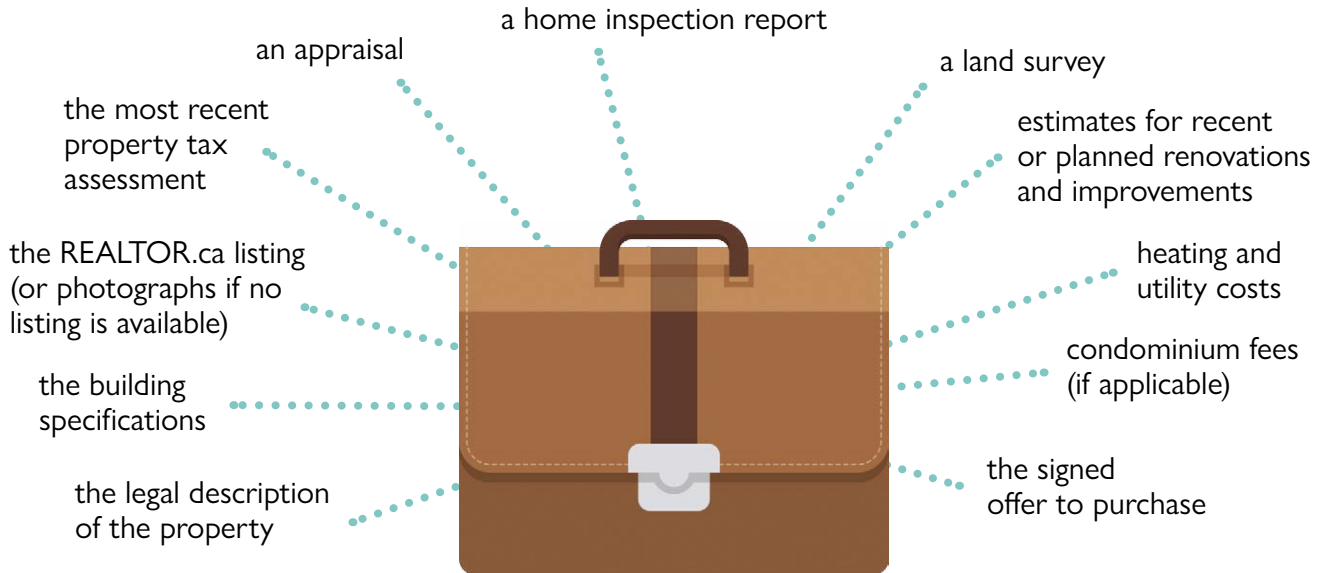 a home inspection report
an appraisal
a land survey
the most recent
property tax
assessment
estimates for recent
or planned renovations
and improvements
the REALTOR.ca listing
(or photographs if no
listing is available)
heating and
utility costs
condominium fees
(if applicable)
the building
specifications
the signed
offer to purchase
the legal description
of the property